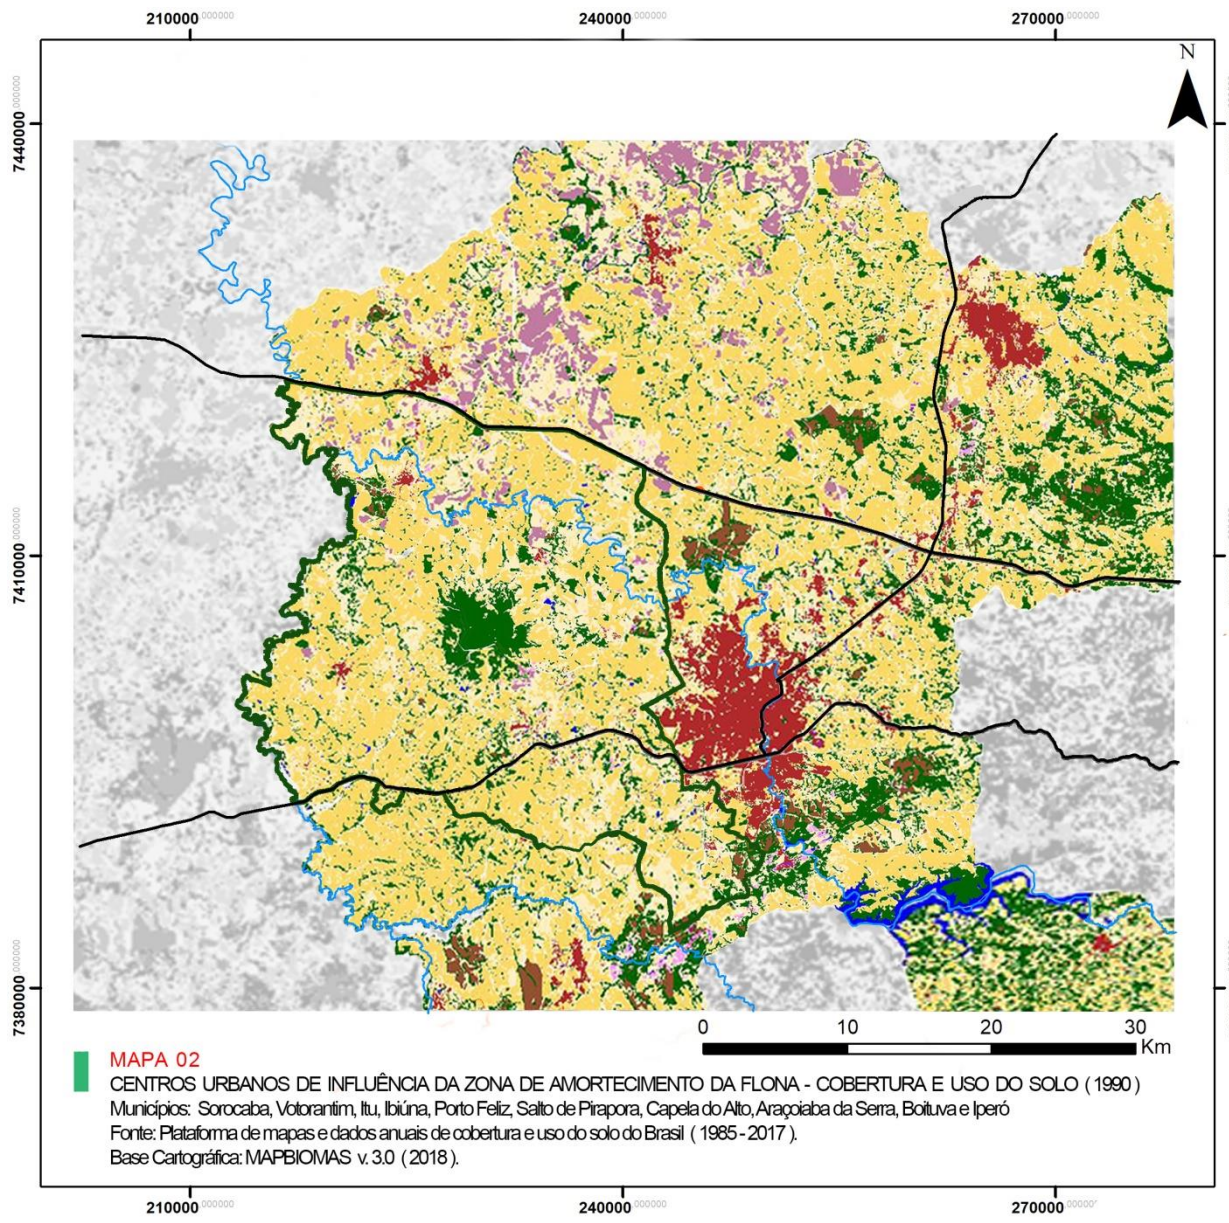 210000,000000 240000,000000 270000,000000
N
7440000,000000
7410000,000000
7380000,000000
0 10 20 30
Km
MAPA 02
CENTROS URBANOS DE INFLUÊNCIA DA ZONA DE AMORTECIMENTO DA FLONA - COBERTURA E USO DO SOLO ( 1990 )
Municípios: Sorocaba, Votorantim, Itu, Ibiúna, Porto Feliz, Salto de Pirapora, Capela do Alto, Araçoiaba da Serra, Boituva e Iperó
Fonte: Plataforma de mapas e dados anuais de cobertura e uso do solo do Brasil ( 1985 - 2017 ).
Base Cartográfica: MAPBIOMAS v. 3.0 ( 2018 ).
210000,000000 240000,000000 270000